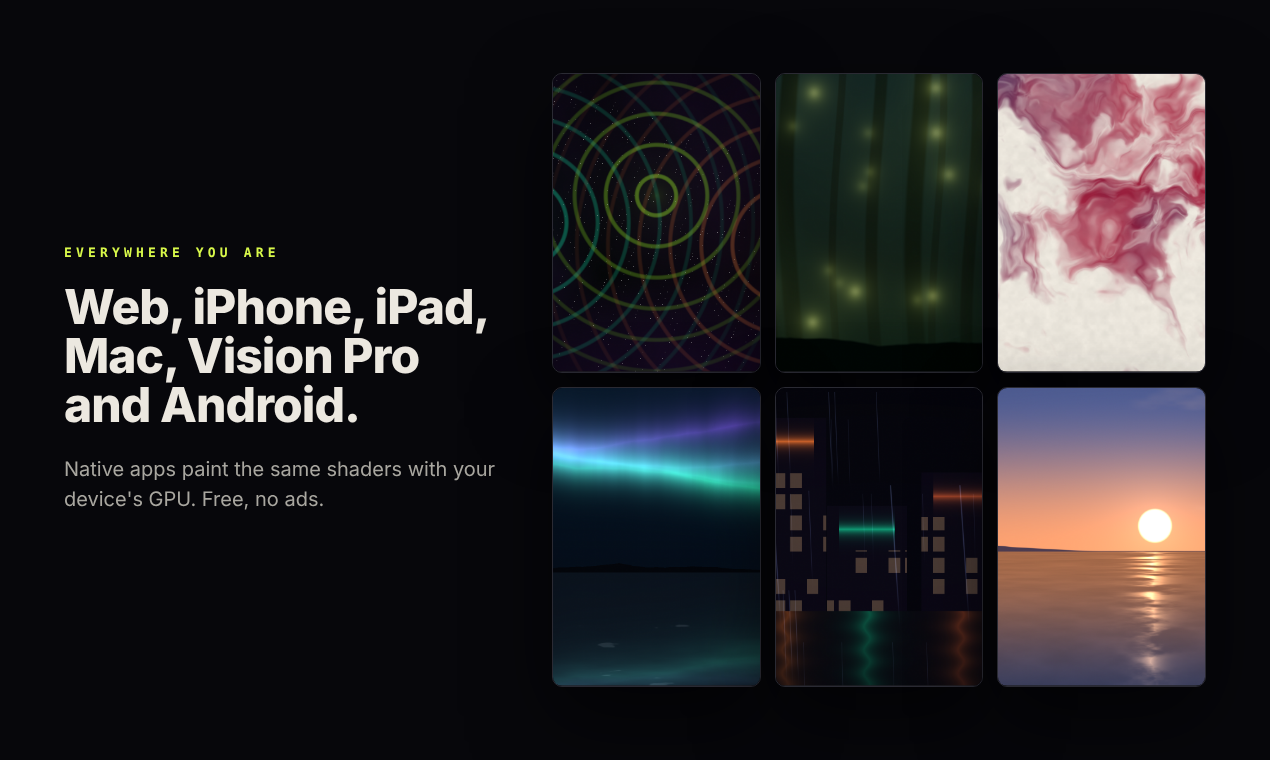 EVERYWHERE YOU ARE
Web, iPhone, iPad,
Mac, Vision Pro
and Android.
Native apps paint the same shaders with your
device's GPU. Free, no ads.